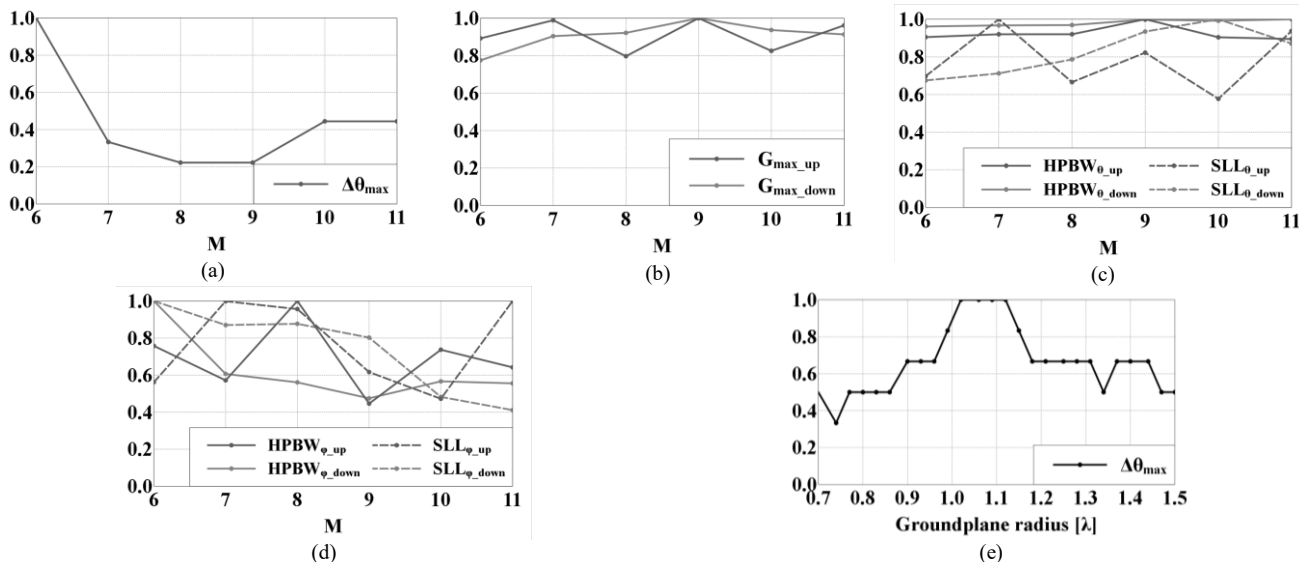 1.0
0.8
0.6
0.4
0.2
0.0
Δθmax
6 7 8 9 10 11
M
(a)
1.0
0.8
0.6
0.4
0.2
0.0
Gmax_up
Gmax_down
6 7 8 9 10 11
M
(b)
1.0
0.8
0.6
0.4
0.2
0.0
HPBWθ_up SLLθ_up
HPBWθ_down SLLθ_down
6 7 8 9 10 11
M
(c)
1.0
0.8
0.6
0.4
0.2
0.0
HPBWφ_up SLLφ_up
HPBWφ_down SLLφ_down
6 7 8 9 10 11
M
(d)
1.0
0.8
0.6
0.4
0.2
0.0
Δθmax
0.7 0.8 0.9 1.0 1.1 1.2 1.3 1.4 1.5
Groundplane radius [λ]
(e)